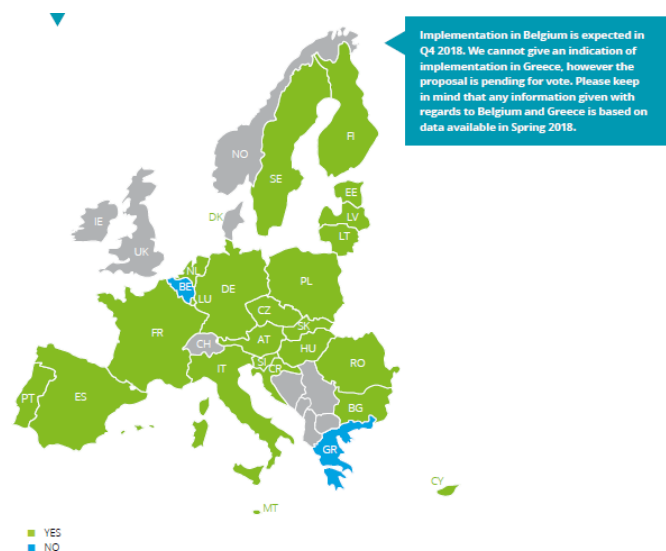 Implementation in Belgium is expected in
Q4 2018. We cannot give an indication of
implementation in Greece, however the
proposal is pending for vote. Please keep
in mind that any information given with
regards to Belgium and Greece is based on
data available in Spring 2018.
NO
FI
SE
EE
IE
DK
LV
LT
UK
NL
BE
DE
PL
LU
CZ
FR
SK
CH
AT
HU
IT
SI
CR
RO
PT
ES
BG
GR
CY
MT
YES
NO